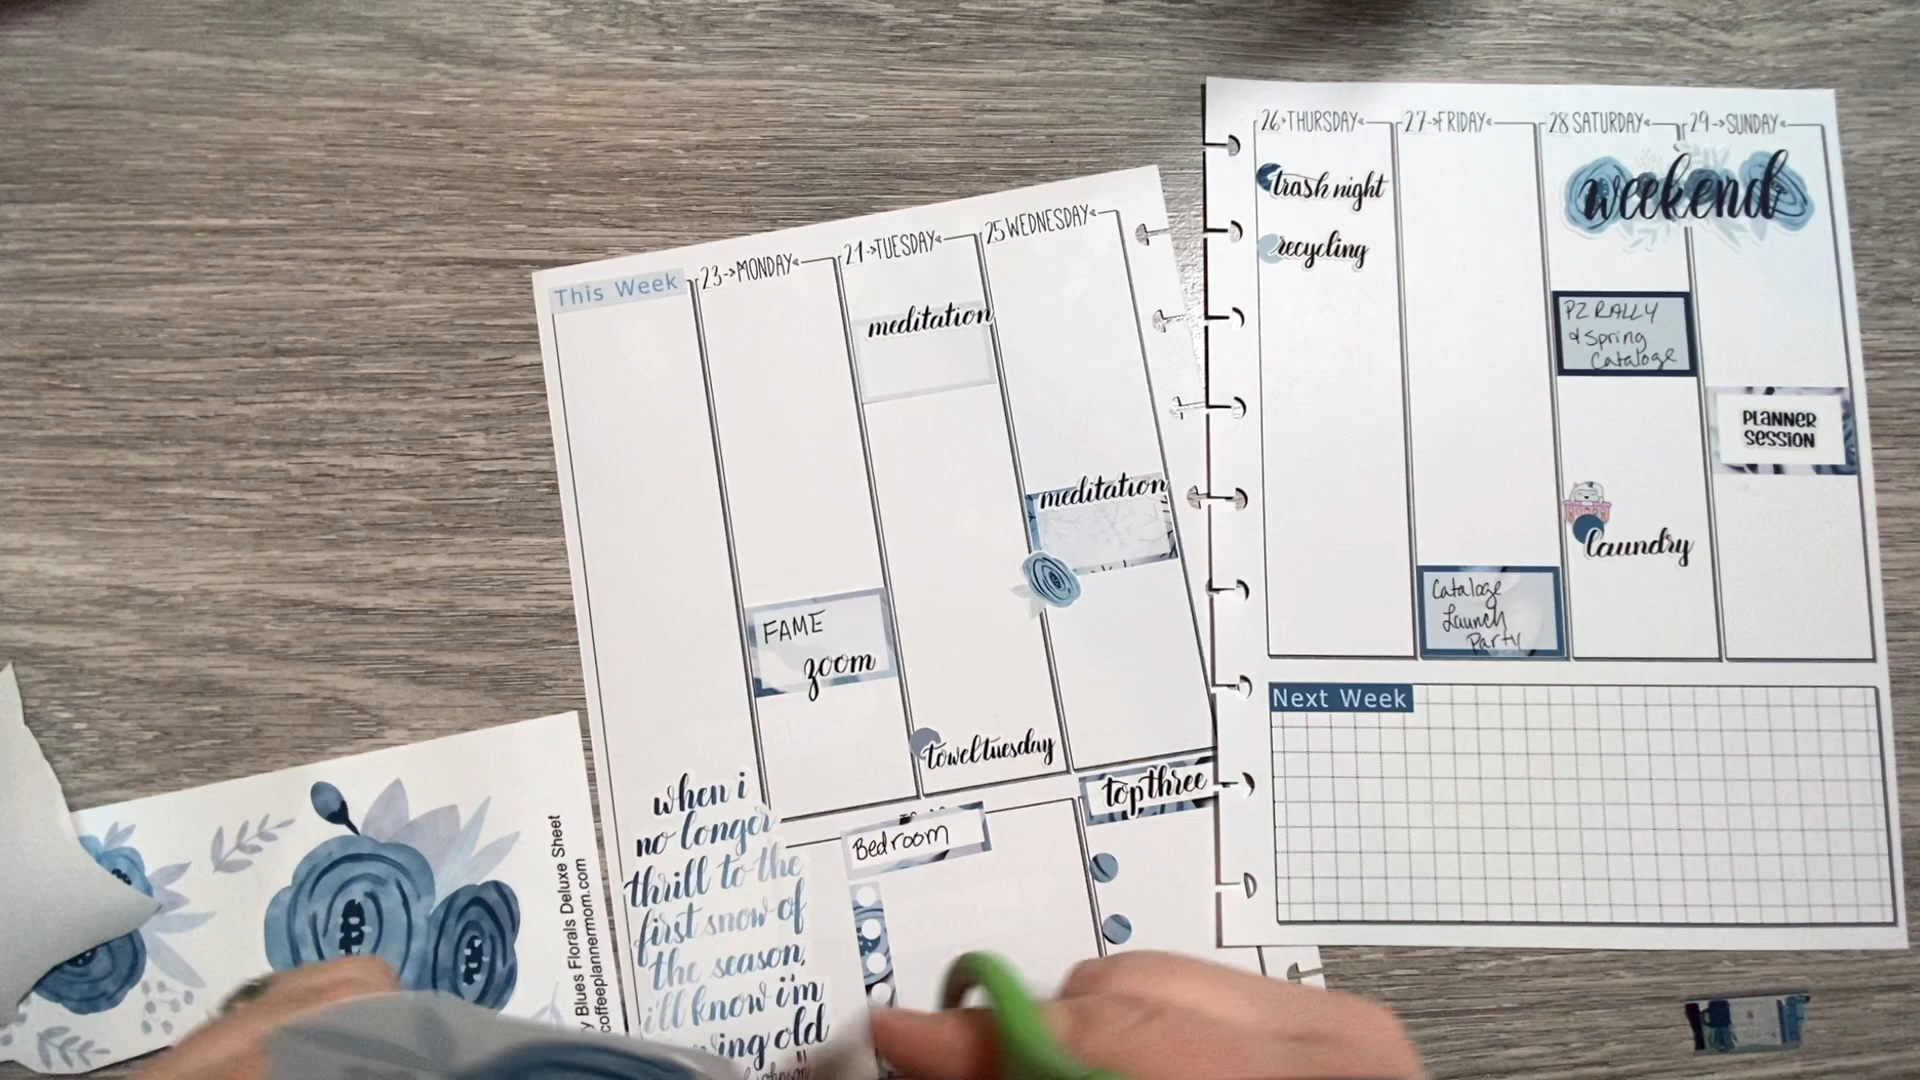 This Week
23->MONDAY<
24->TUESDAY<
25 WEDNESDAY<
meditation
meditation
FAME
zoom
towel tuesday
when i
no longer
thrill to the
first snow of
the season,
i'll know i'm
old
Bedroom
top three
26>THURSDAY<
27->FRIDAY<
28 SATURDAY<
29->SUNDAY<
trash night
recycling
weekend
PZ RALLY
& Spring
Cataloge
PLANNER
SESSION
laundry
Cataloge
Launch
Party
Next Week
Blues Florals Deluxe Sheet
coffeeplannermom.com